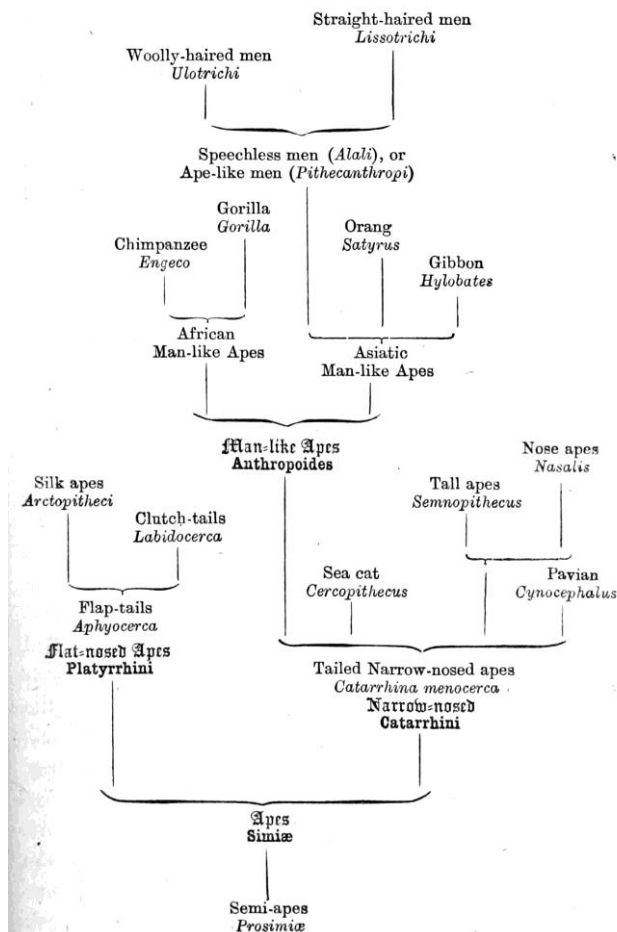 Straight-haired men
Lissotrichi
Woolly-haired men
Ulotrichi
Speechless men (Alali), or
Ape-like men (Pithecanthropi)
Gorilla
Gorilla
Orang
Satyrus
Chimpanzee
Engeco
Gibbon
Hylobates
African
Man-like Apes
Asiatic
Man-like Apes
Man-like Apes
Anthropoides
Nose apes
Nasalis
Silk apes
Arctopitheci
Tall apes
Semnopithecus
Clutch-tails
Labidocerca
Sea cat
Cercopithecus
Pavian
Cynocephalus
Flap-tails
Aphyocerca
Flat-nosed Apes
Platyrrhini
Tailed Narrow-nosed apes
Catarrhina menocerca
Narrow-nosed
Catarrhini
Apes
Simiæ
Semi-apes
Prosimiæ